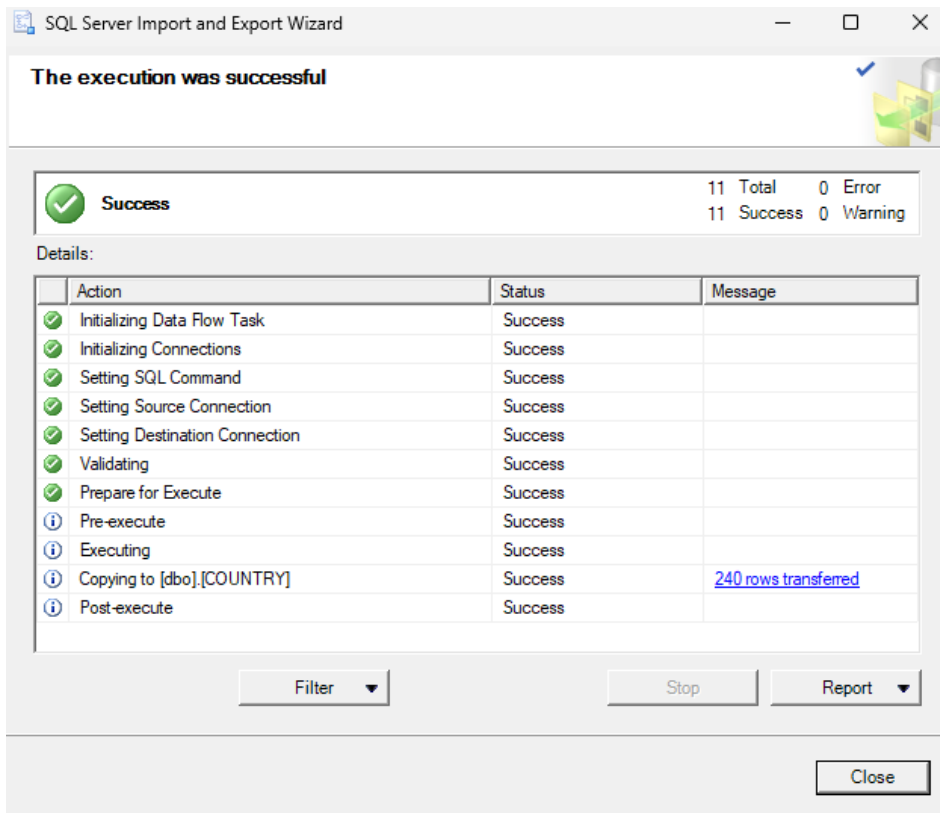 SQL Server Import and Export Wizard
The execution was successful
Success
11 Total 0 Error
11 Success 0 Warning
Details:
Action Status Message
Initializing Data Flow Task Success
Initializing Connections Success
Setting SQL Command Success
Setting Source Connection Success
Setting Destination Connection Success
Validating Success
Prepare for Execute Success
Pre-execute Success
Executing Success
Copying to [dbo].[COUNTRY] Success 240 rows transferred
Post-execute Success
Filter Stop Report
Close